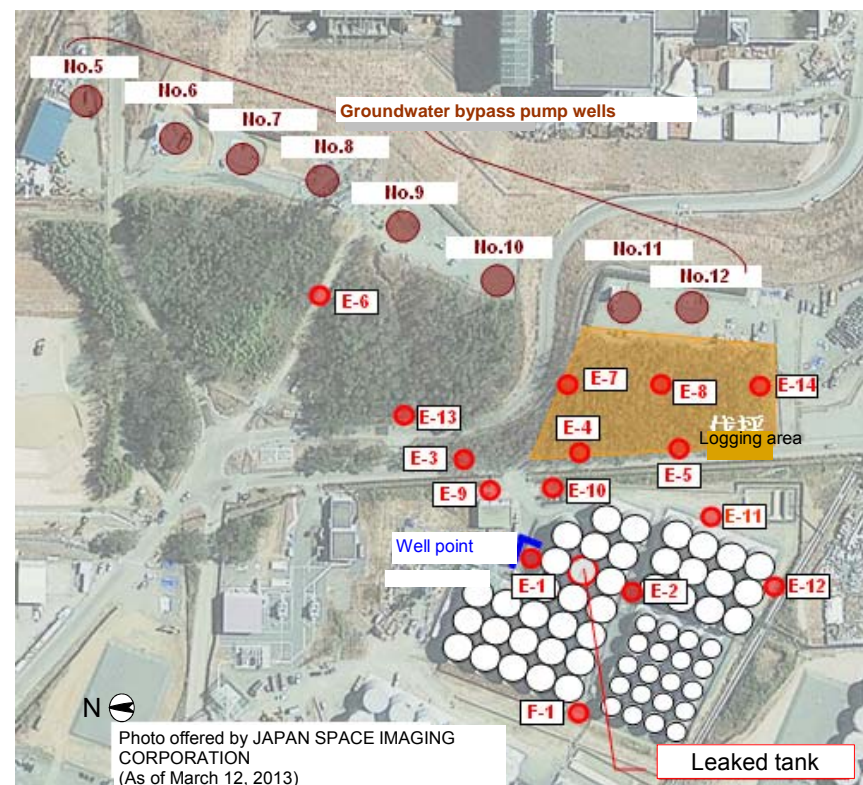 No.5
No.6
No.7
Groundwater bypass pump wells
No.8
No.9
No.10
No.11
No.12
E-6
E-7
E-8
E-14
E-13
伐採
Logging area
E-4
E-3
E-5
E-9
E-10
E-11
Well point
E-1
E-2
E-12
F-1
N
Photo offered by JAPAN SPACE IMAGING
CORPORATION
(As of March 12, 2013)
Leaked tank